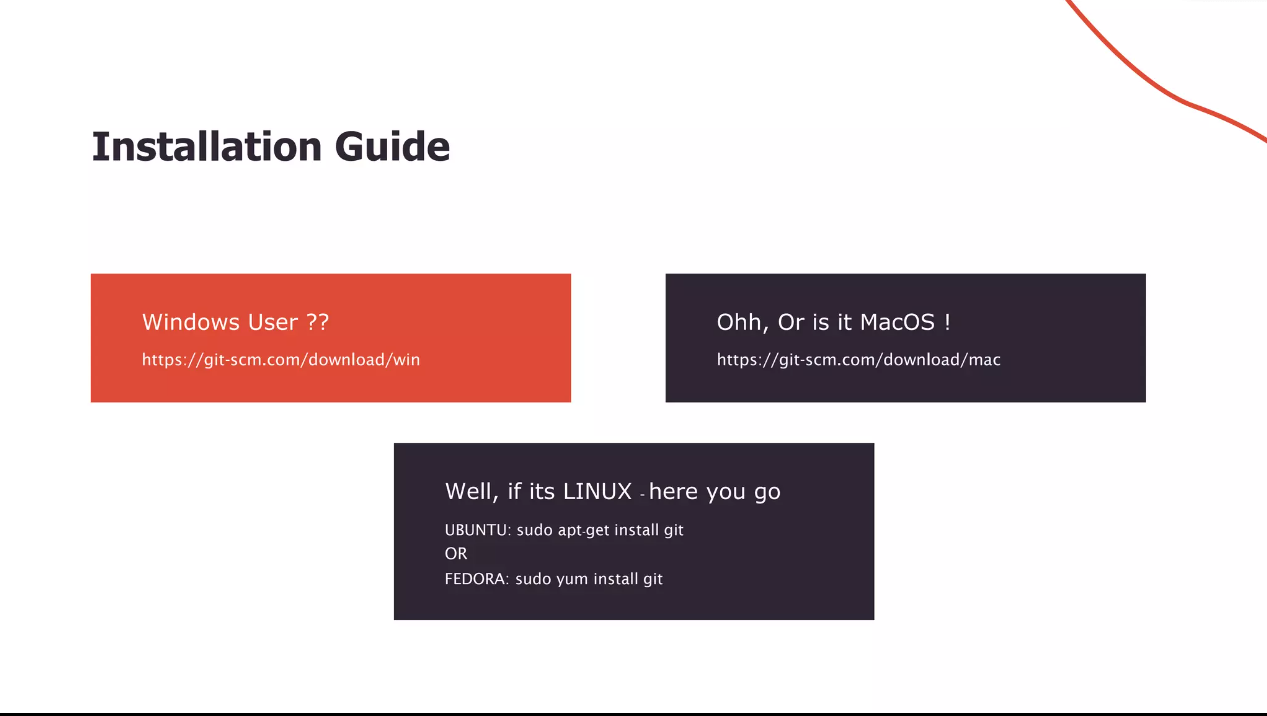 Installation Guide
Windows User ??
https://git-scm.com/download/win
Ohh, Or is it MacOS !
https://git-scm.com/download/mac
Well, if its LINUX - here you go
UBUNTU: sudo apt-get install git
OR
FEDORA: sudo yum install git